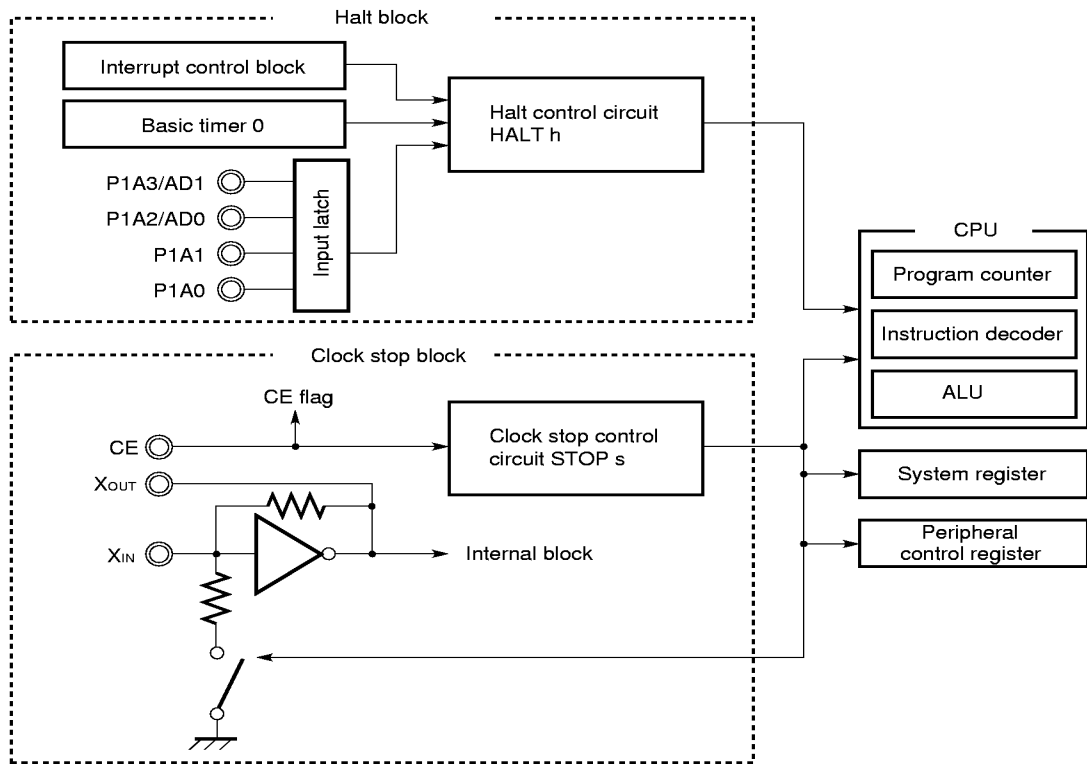 Halt block
Interrupt control block
Basic timer 0
Halt control circuit
HALT h
P1A3/AD1
P1A2/AD0
P1A1
P1A0
Input latch
CPU
Program counter
Instruction decoder
ALU
Clock stop block
CE flag
CE
Clock stop control
circuit STOP s
XOUT
XIN
Internal block
System register
Peripheral
control register